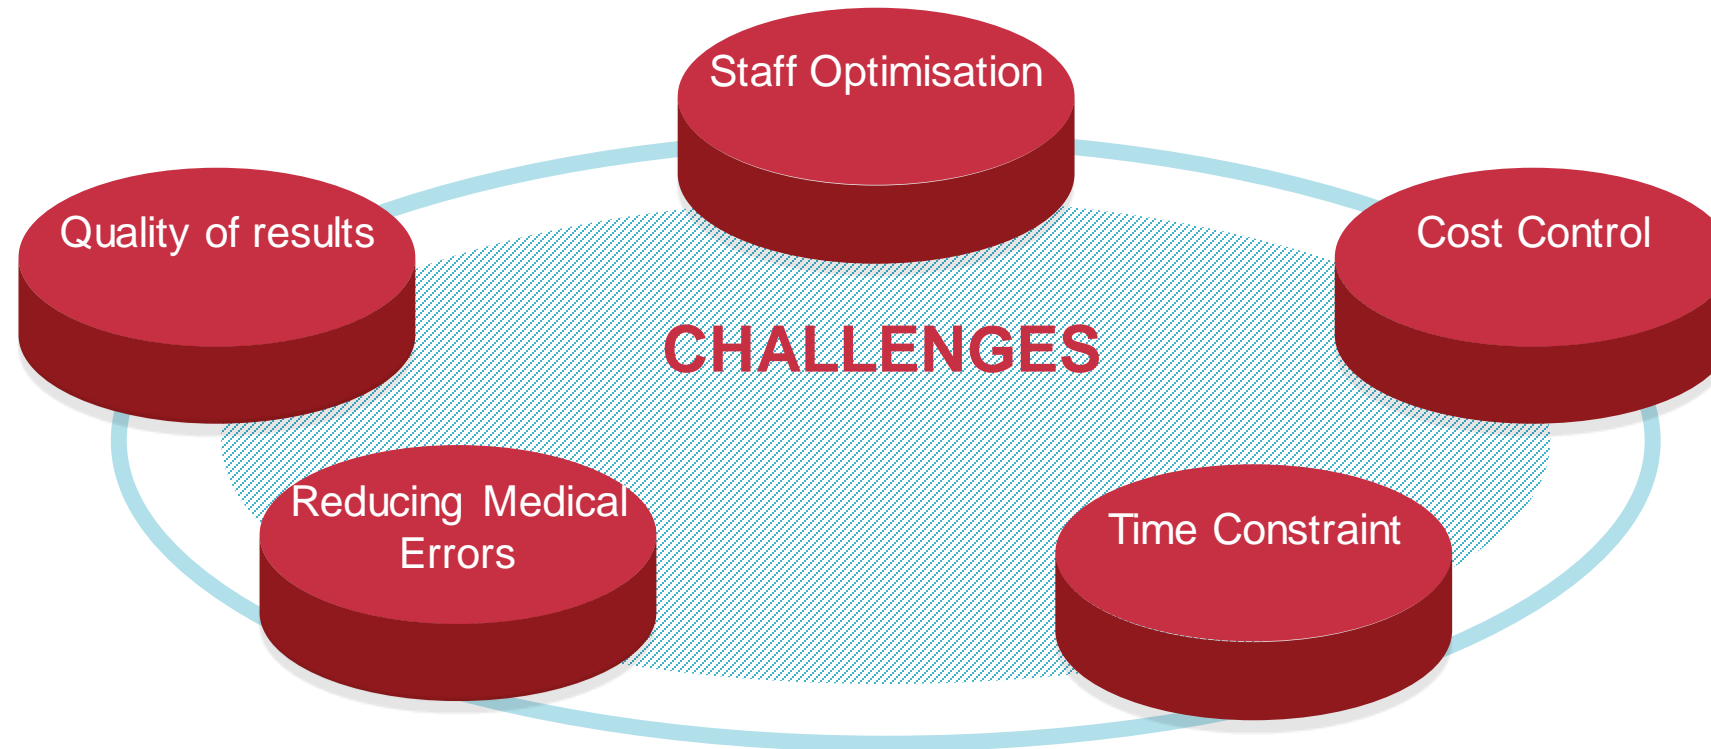 Staff Optimisation
Quality of results
Cost Control
CHALLENGES
Reducing Medical
Errors
Time Constraint